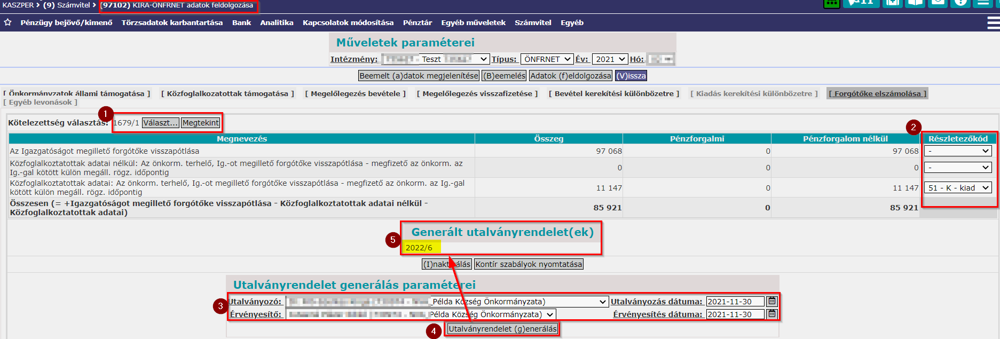 KASZPER > (9) Számvitel > (97102) KIRA-ÖNFRNET adatok feldolgozása
11
Pénzügy bejövő/kimenő Törzsadatok karbantartása Bank Analitika Kapcsolatok módosítása Pénztár Egyéb műveletek Számvitel Egyéb
Műveletek paraméterei
Intézmény: Teszt Típus: ÖNFRNET Év: 2021 Hó:
Beemelt (a)datok megjelenítése (B)eemelés Adatok (f)eldolgozása (V)issza
[ Önkormányzatok állami támogatása ] [ Közfoglalkozatottak támogatása ] [ Megelőlegezés bevétele ] [ Megelőlegezés visszafizetése ] [ Bevétel kerekítési különbözetre ] [ Kiadás kerekítési különbözetre ] [ Forgótőke elszámolása ]
[ Egyéb levonások ]
1
Kötelezettség választás: 1679/1 Választ... Megtekint
2
Megnevezés Összeg Pénzforgalmi Pénzforgalom nélkül Részletezőkód
Az Igazgatóságot megillető forgótőke visszapótlása 97 068 0 97 068 -
Közfoglalkoztatottak adatai nélkül: Az önkorm. terhelő, Ig.-ot megillető forgótőke visszapótlása - megfizető az önkorm. az
Ig.-gal kötött külön megáll. rögz. időpontig 0 0 0 -
Közfoglalkoztatottak adatai: Az önkorm. terhelő, Ig.-ot megillető forgótőke visszapótlása - megfizető az önkorm. az Ig.-gal
kötött külön megáll. rögz. időpontig 11 147 0 11 147 51 - K - kiad
Összesen (= +Igazgatóságot megillető forgótőke visszapótlása - Közfoglalkoztatottak adatai nélkül -
Közfoglalkoztatottak adatai) 85 921 0 85 921
5
Generált utalványrendelet(ek)
2022/6
(I)naktiválás Kontír szabályok nyomtatása
Utalványrendelet generálás paraméterei
3
Utalványozó: Példa Község Önkormányzata) Utalványozás dátuma: 2021-11-30
Érvényesítő: Példa Község Önkormányzata) Érvényesítés dátuma: 2021-11-30
4
Utalványrendelet (g)enerálás